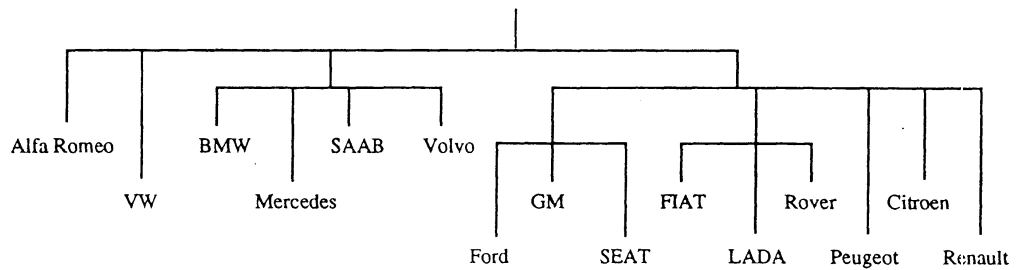 Alfa Romeo BMW SAAB Volvo
VW Mercedes GM FIAT Rover Citroen
Ford SEAT LADA Peugeot Renault